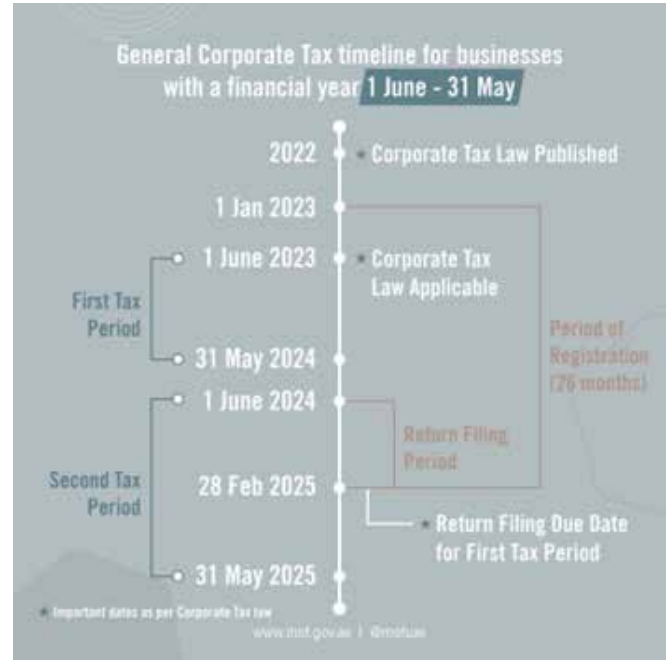 General Corporate Tax timeline for businesses
with a financial year 1 June - 31 May
2022
* Corporate Tax Law Published
1 Jan 2023
1 June 2023
* Corporate Tax
Law Applicable
First Tax
Period
Period of
Registration
(26 months)
31 May 2024
1 June 2024
Return Filing
Period
Second Tax
Period
28 Feb 2025
* Return Filing Due Date
for First Tax Period
31 May 2025
* Important dates as per Corporate Tax law
www.mof.gov.ae | @mofuae